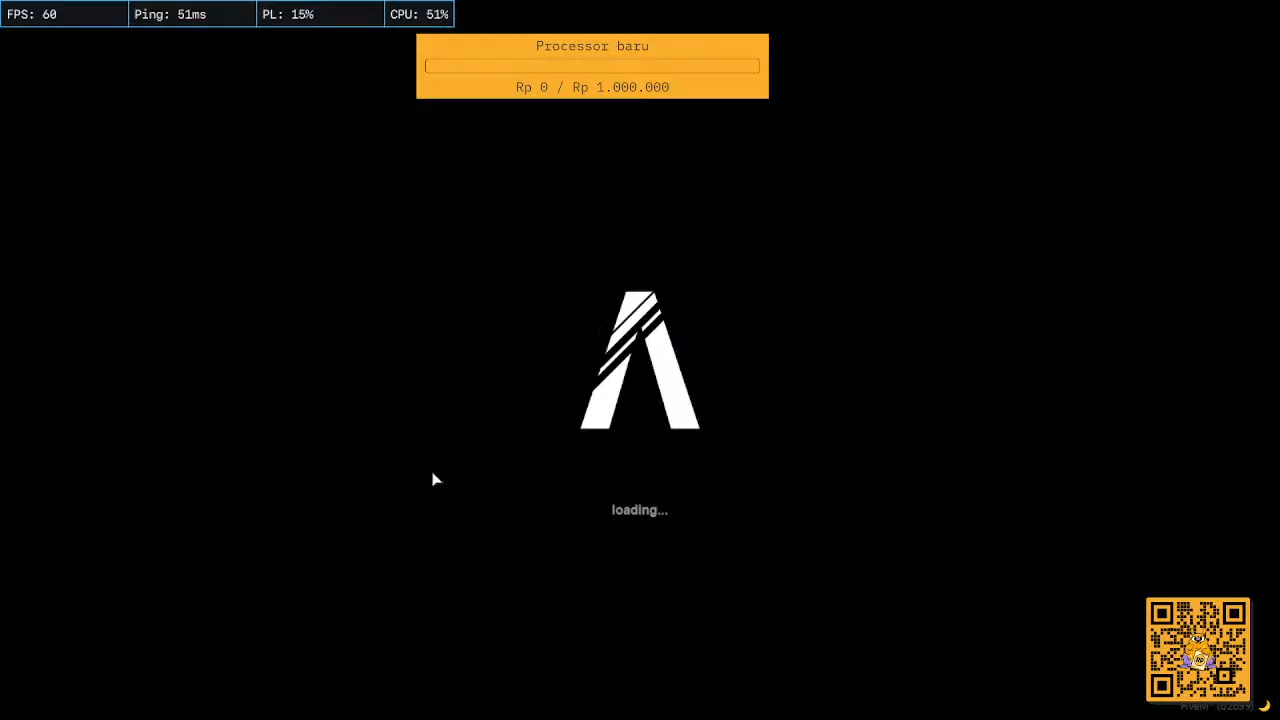 FPS: 60
Ping: 51ms
PL: 15%
CPU: 51%
Processor baru
Rp 0 / Rp 1.000.000
loading...